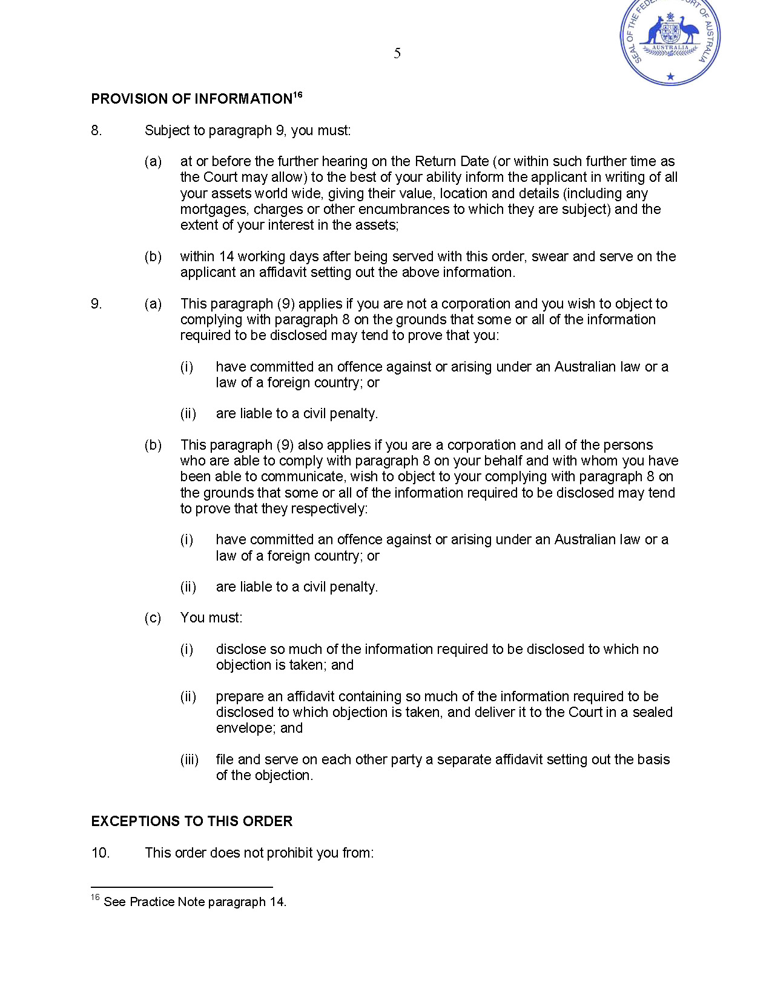 SEAL OF THE FEDERAL COURT OF AUSTRALIA
AUSTRALIA
5
PROVISION OF INFORMATION16
8. Subject to paragraph 9, you must:
(a) at or before the further hearing on the Return Date (or within such further time as
the Court may allow) to the best of your ability inform the applicant in writing of all
your assets world wide, giving their value, location and details (including any
mortgages, charges or other encumbrances to which they are subject) and the
extent of your interest in the assets;
(b) within 14 working days after being served with this order, swear and serve on the
applicant an affidavit setting out the above information.
9. (a) This paragraph (9) applies if you are not a corporation and you wish to object to
complying with paragraph 8 on the grounds that some or all of the information
required to be disclosed may tend to prove that you:
(i) have committed an offence against or arising under an Australian law or a
law of a foreign country; or
(ii) are liable to a civil penalty.
(b) This paragraph (9) also applies if you are a corporation and all of the persons
who are able to comply with paragraph 8 on your behalf and with whom you have
been able to communicate, wish to object to your complying with paragraph 8 on
the grounds that some or all of the information required to be disclosed may tend
to prove that they respectively:
(i) have committed an offence against or arising under an Australian law or a
law of a foreign country; or
(ii) are liable to a civil penalty.
(c) You must:
(i) disclose so much of the information required to be disclosed to which no
objection is taken; and
(ii) prepare an affidavit containing so much of the information required to be
disclosed to which objection is taken, and deliver it to the Court in a sealed
envelope; and
(iii) file and serve on each other party a separate affidavit setting out the basis
of the objection.
EXCEPTIONS TO THIS ORDER
10. This order does not prohibit you from:
16 See Practice Note paragraph 14.